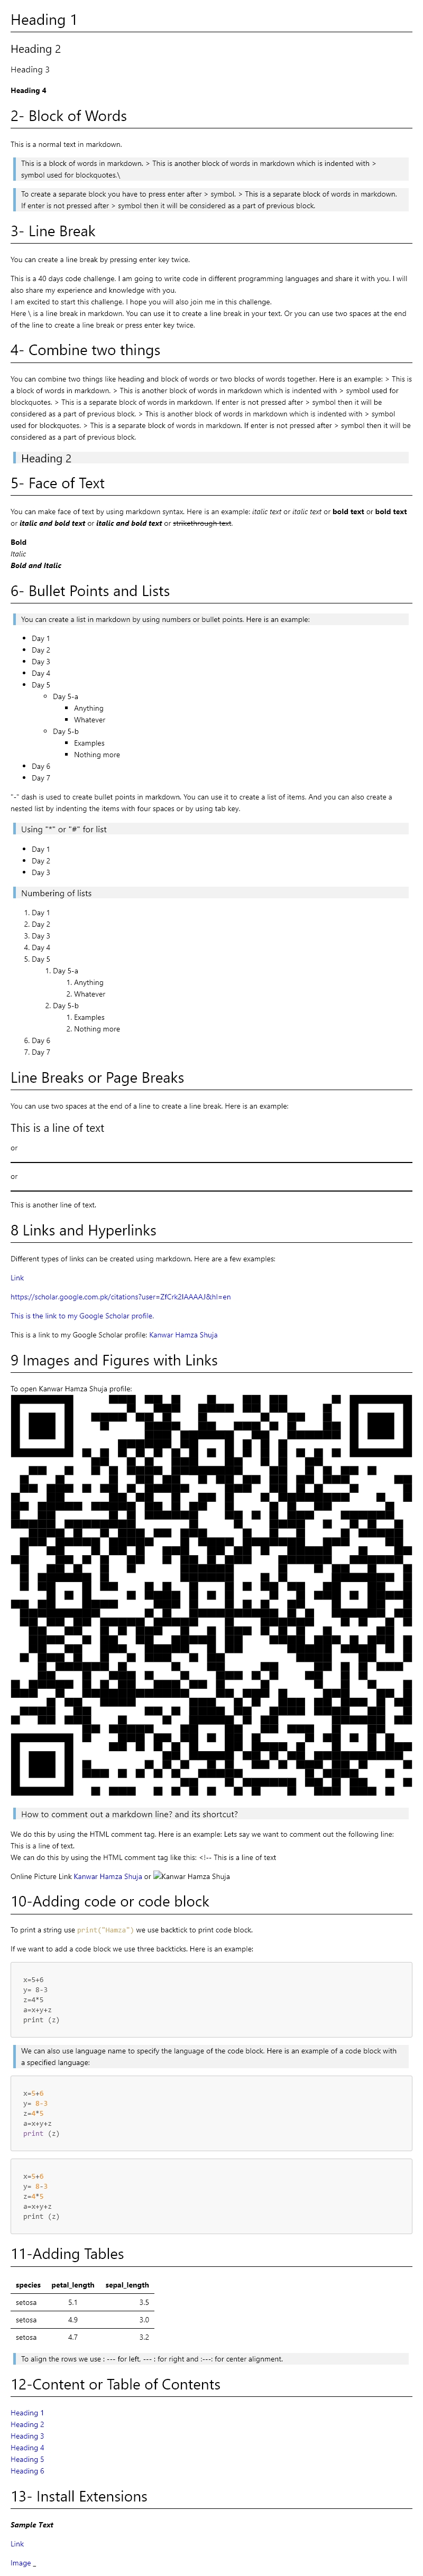 Heading 1
Heading 2
Heading 3
Heading 4
2- Block of Words
This is a normal text in markdown.
This is a block of words in markdown. > This is another block of words in markdown which is indented with >
symbol used for blockquotes.\
To create a separate block you have to press enter after > symbol. > This is a separate block of words in markdown.
If enter is not pressed after > symbol then it will be considered as a part of previous block.
3- Line Break
You can create a line break by pressing enter key twice.
This is a 40 days code challenge. I am going to write code in different programming languages and share it with you. I will
also share my experience and knowledge with you.
I am excited to start this challenge. I hope you will also join me in this challenge.
Here \ is a line break in markdown. You can use it to create a line break in your text. Or you can use two spaces at the end
of the line to create a line break or press enter key twice.
4- Combine two things
You can combine two things like heading and block of words or two blocks of words together. Here is an example: > This is
a block of words in markdown. > This is another block of words in markdown which is indented with > symbol used for
blockquotes. > This is a separate block of words in markdown. If enter is not pressed after > symbol then it will be
considered as a part of previous block. > This is another block of words in markdown which is indented with > symbol
used for blockquotes. > This is a separate block of words in markdown. If enter is not pressed after > symbol then it will be
considered as a part of previous block.
Heading 2
5- Face of Text
You can make face of text by using markdown syntax. Here is an example: italic text or italic text or bold text or bold text
or italic and bold text or italic and bold text or strikethrough text.
Bold
Italic
Bold and Italic
6- Bullet Points and Lists
You can create a list in markdown by using numbers or bullet points. Here is an example:
• Day 1
• Day 2
• Day 3
• Day 4
• Day 5
◦ Day 5-a
▪ Anything
▪ Whatever
◦ Day 5-b
▪ Examples
▪ Nothing more
• Day 6
• Day 7
"-" dash is used to create bullet points in markdown. You can use it to create a list of items. And you can also create a
nested list by indenting the items with four spaces or by using tab key.
Using "*" or "#" for list
• Day 1
• Day 2
• Day 3
Numbering of lists
1. Day 1
2. Day 2
3. Day 3
4. Day 4
5. Day 5
1. Day 5-a
1. Anything
2. Whatever
2. Day 5-b
1. Examples
2. Nothing more
6. Day 6
7. Day 7
Line Breaks or Page Breaks
You can use two spaces at the end of a line to create a line break. Here is an example:
This is a line of text
or
or
This is another line of text.
8 Links and Hyperlinks
Different types of links can be created using markdown. Here are a few examples:
Link
https://scholar.google.com.pk/citations?user=ZfCrk2IAAAAJ&hl=en
This is the link to my Google Scholar profile.
This is a link to my Google Scholar profile: Kanwar Hamza Shuja
9 Images and Figures with Links
To open Kanwar Hamza Shuja profile:
How to comment out a markdown line? and its shortcut?
We do this by using the HTML comment tag. Here is an example: Lets say we want to comment out the following line:
This is a line of text.
We can do this by using the HTML comment tag like this: <!-- This is a line of text
Online Picture Link Kanwar Hamza Shuja or Kanwar Hamza Shuja
10-Adding code or code block
To print a string use print("Hamza") we use backtick to print code block.
If we want to add a code block we use three backticks. Here is an example:
x=5+6
y= 8-3
z=4*5
a=x+y+z
print (z)
We can also use language name to specify the language of the code block. Here is an example of a code block with
a specified language:
x=5+6
y= 8-3
z=4*5
a=x+y+z
print (z)
x=5+6
y= 8-3
z=4*5
a=x+y+z
print (z)
11-Adding Tables
species petal_length sepal_length
setosa 5.1 3.5
setosa 4.9 3.0
setosa 4.7 3.2
To align the rows we use : --- for left, --- : for right and :---: for center alignment.
12-Content or Table of Contents
Heading 1
Heading 2
Heading 3
Heading 4
Heading 5
Heading 6
13- Install Extensions
Sample Text
Link
Image _